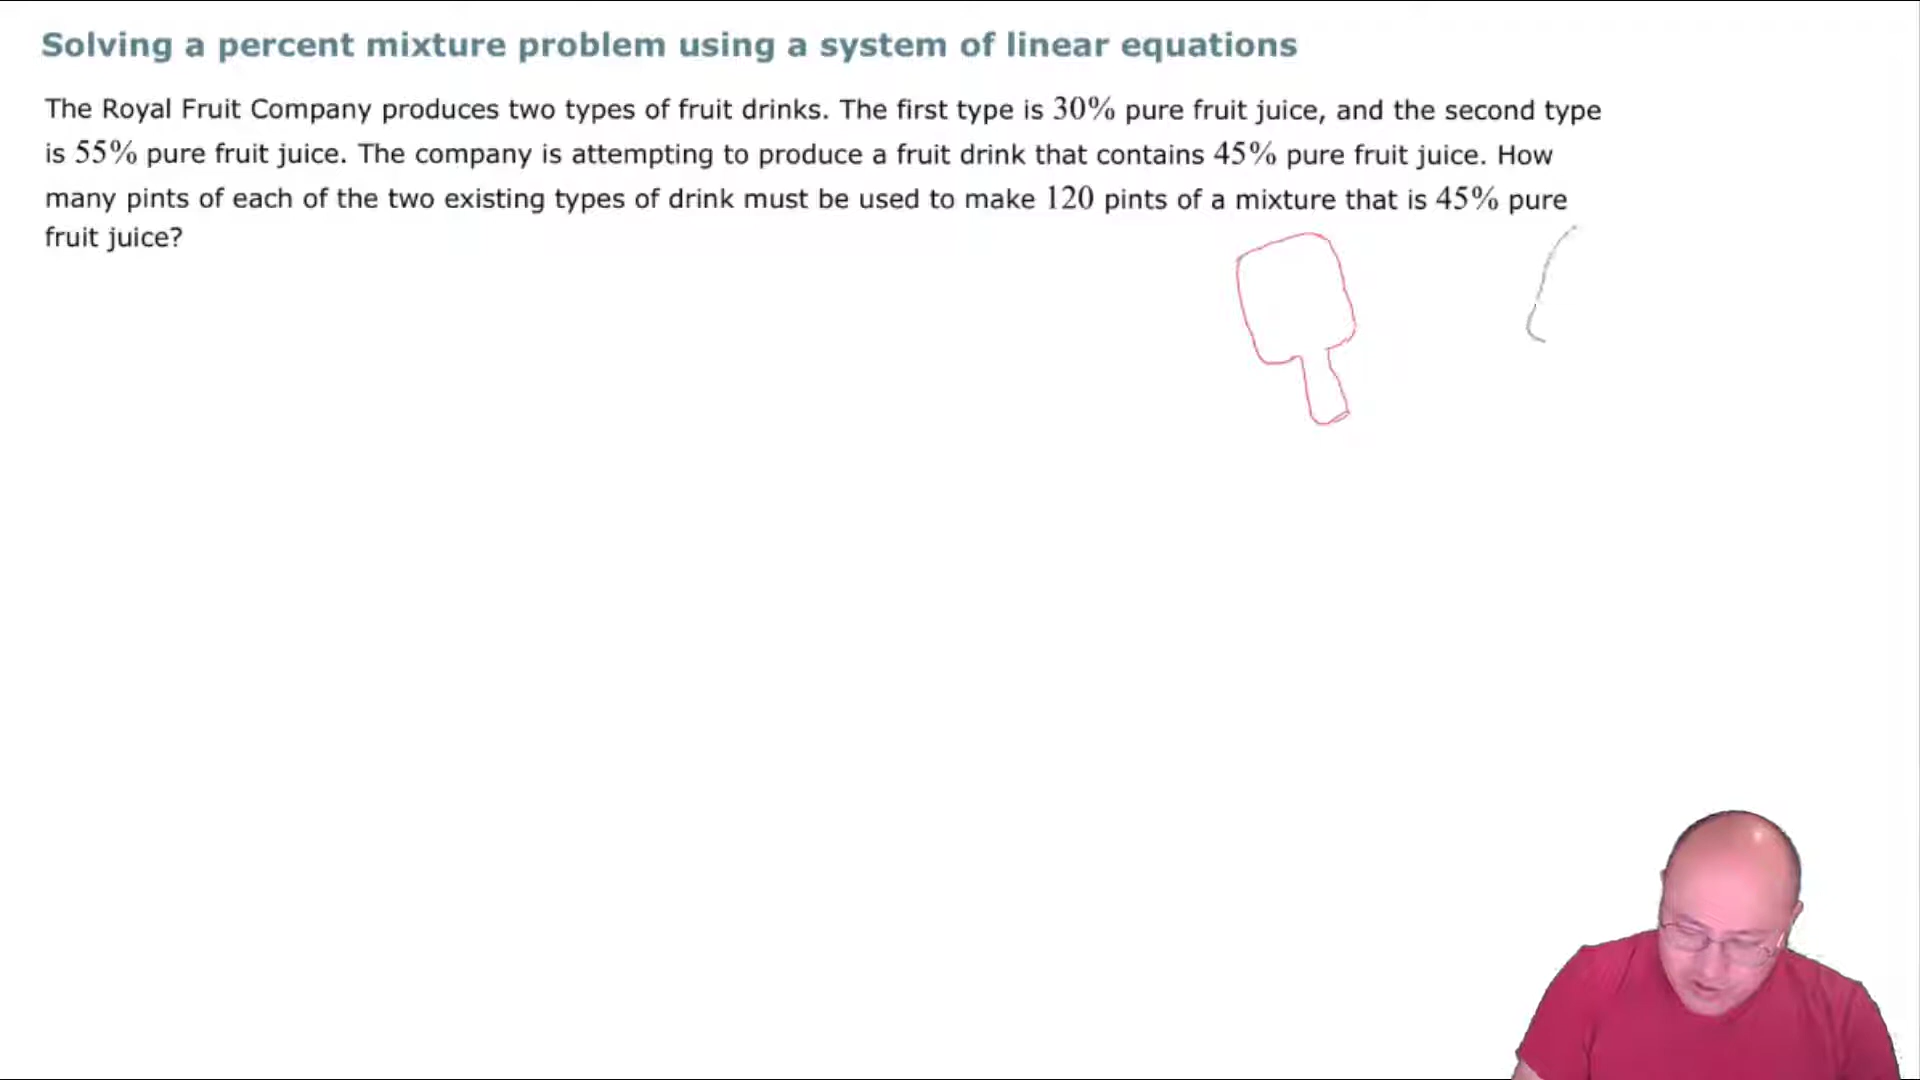 Solving a percent mixture problem using a system of linear equations
The Royal Fruit Company produces two types of fruit drinks. The first type is 30% pure fruit juice, and the second type
is 55% pure fruit juice. The company is attempting to produce a fruit drink that contains 45% pure fruit juice. How
many pints of each of the two existing types of drink must be used to make 120 pints of a mixture that is 45% pure
fruit juice?